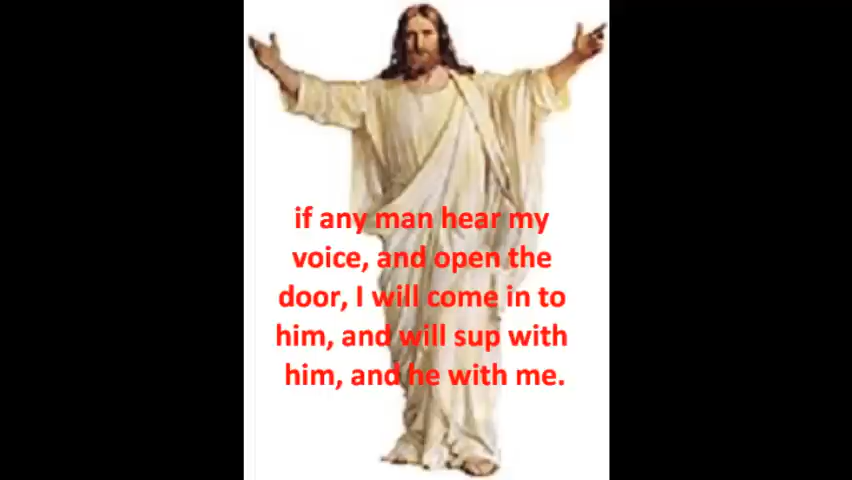 if any man hear my
voice, and open the
door, I will come in to
him, and will sup with
him, and he with me.